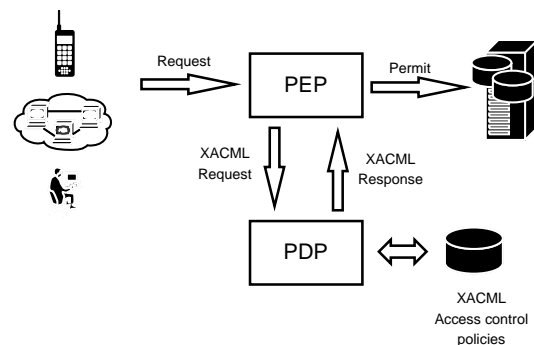 Request
PEP
Permit
XACML
Request
XACML
Response
PDP
XACML
Access control
policies